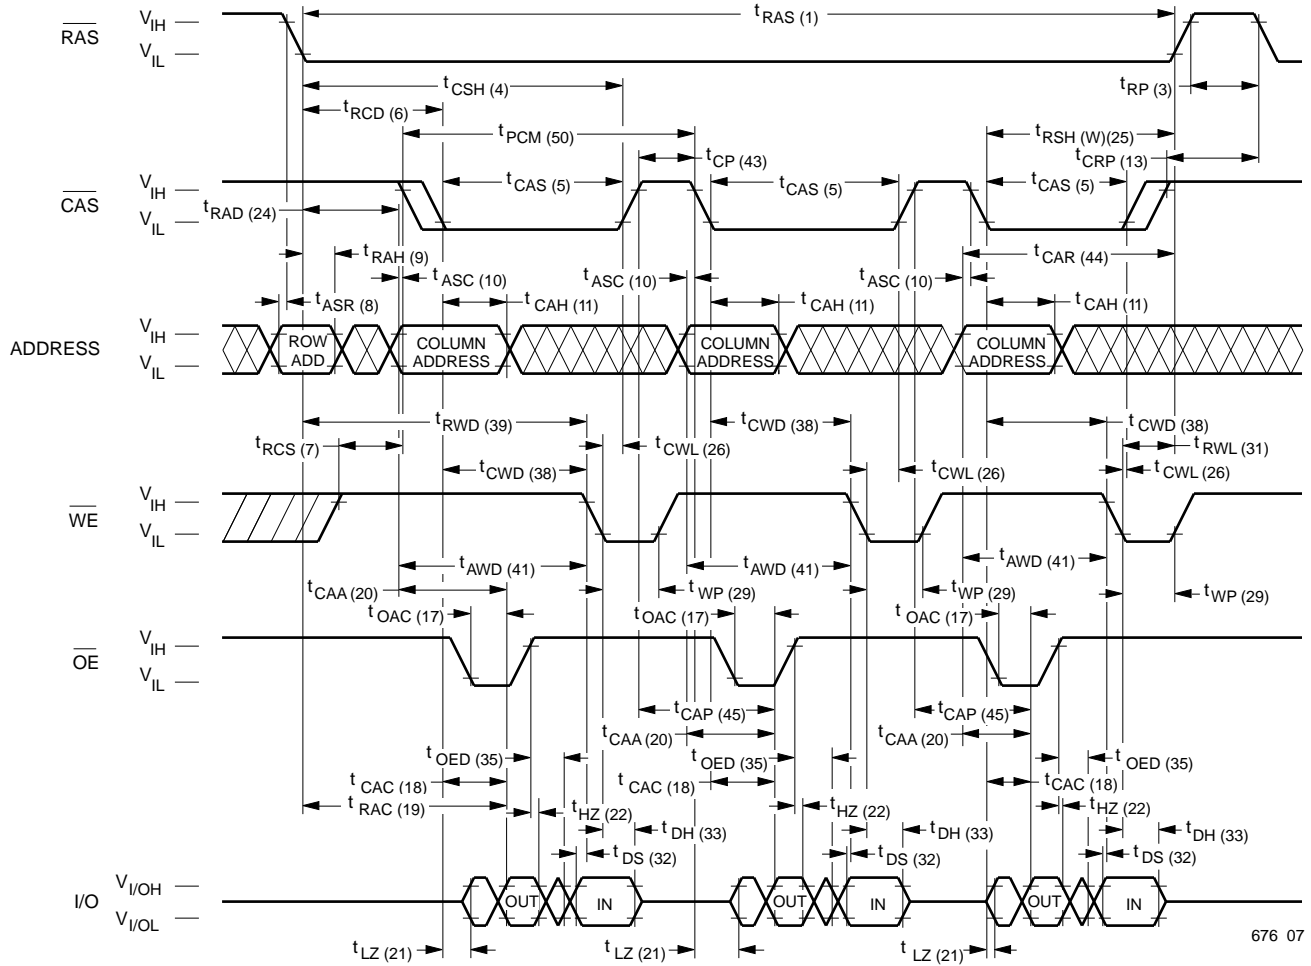 t RAS (1)
RAS
V IH
V IL
t CSH (4)
t RP (3)
t RCD (6)
t PCM (50)
t RSH (W)(25)
t CP (43)
t CRP (13)
CAS
V IH
V IL
t CAS (5)
t CAS (5)
t CAS (5)
t RAD (24)
t RAH (9)
t CAR (44)
t ASC (10)
t ASC (10)
t ASC (10)
t ASR (8)
t CAH (11)
t CAH (11)
t CAH (11)
ADDRESS
V IH
V IL
ROW ADD
COLUMN ADDRESS
COLUMN ADDRESS
COLUMN ADDRESS
t RWD (39)
t CWD (38)
t CWD (38)
t RCS (7)
t CWL (26)
t RWL (31)
t CWD (38)
t CWL (26)
t CWL (26)
WE
V IH
V IL
t AWD (41)
t AWD (41)
t AWD (41)
t CAA (20)
t WP (29)
t WP (29)
t WP (29)
t OAC (17)
t OAC (17)
t OAC (17)
OE
V IH
V IL
t CAP (45)
t CAP (45)
t CAA (20)
t CAA (20)
t OED (35)
t OED (35)
t OED (35)
t CAC (18)
t CAC (18)
t CAC (18)
t RAC (19)
t HZ (22)
t HZ (22)
t HZ (22)
t DH (33)
t DH (33)
t DH (33)
t DS (32)
t DS (32)
t DS (32)
I/O
V I/OH
V I/OL
OUT
IN
OUT
IN
OUT
IN
t LZ (21)
t LZ (21)
t LZ (21)
676 07